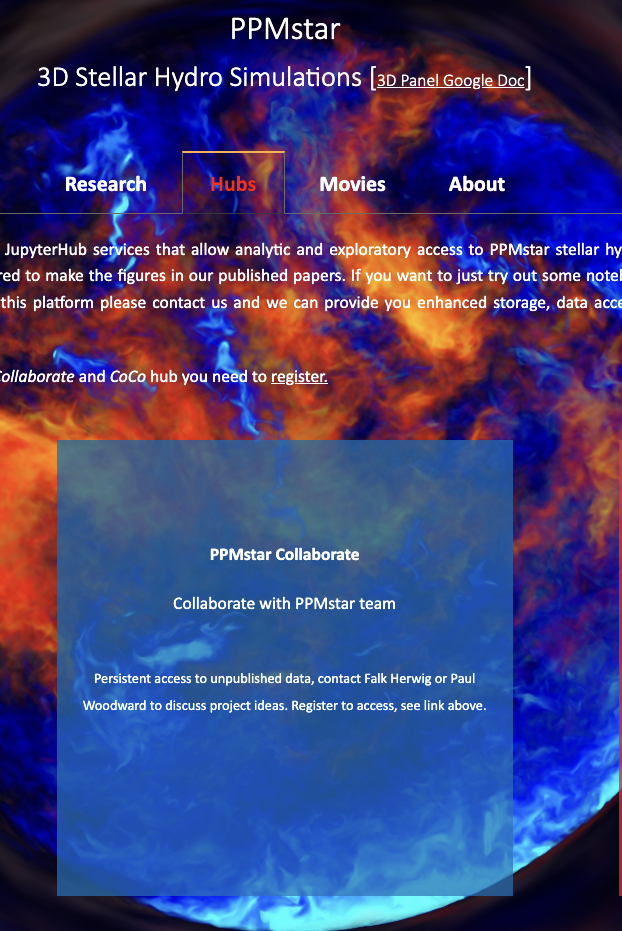 PPMstar
3D Stellar Hydro Simulations [3D Panel Google Doc]
Research Hubs Movies About
JupyterHub services that allow analytic and exploratory access to PPMstar stellar hy
red to make the figures in our published papers. If you want to just try out some note
this platform please contact us and we can provide you enhanced storage, data acce
Collaborate and CoCo hub you need to register.
PPMstar Collaborate
Collaborate with PPMstar team
Persistent access to unpublished data, contact Falk Herwig or Paul
Woodward to discuss project ideas. Register to access, see link above.